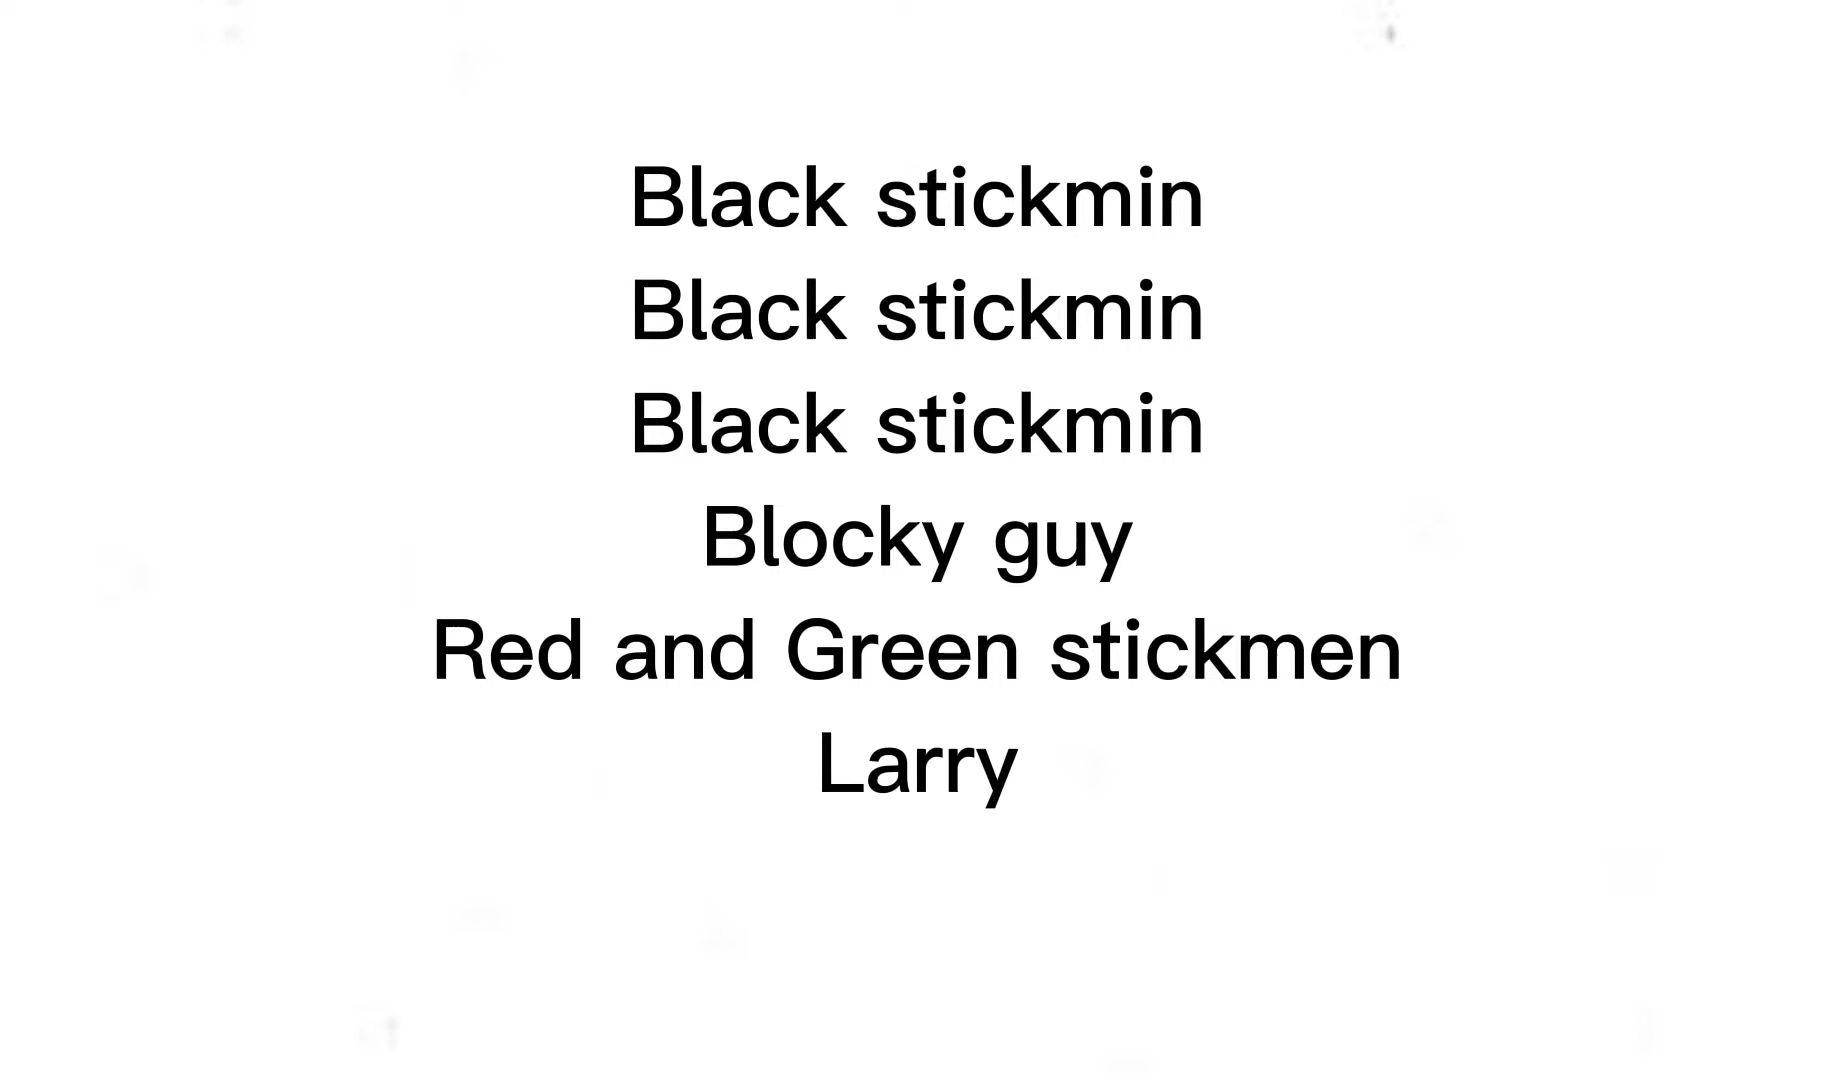 Black stickmin
Black stickmin
Black stickmin
Blocky guy
Red and Green stickmen
Larry